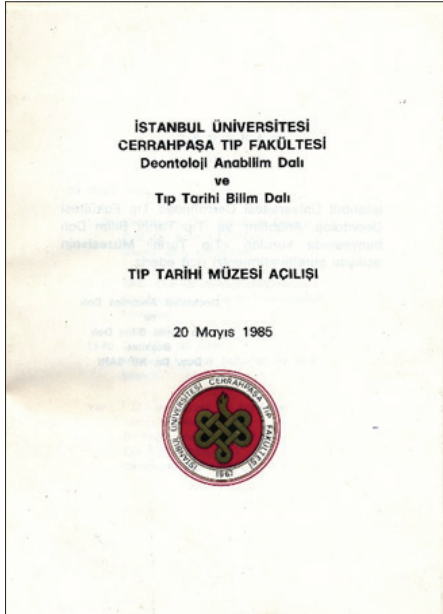 İSTANBUL ÜNİVERSİTESİ
CERRAHPAŞA TIP FAKÜLTESİ
Deontoloji Anabilim Dalı
ve
Tıp Tarihi Bilim Dalı
TIP TARİHİ MÜZESİ AÇILIŞI
20 Mayıs 1985
İSTANBUL ÜNİVERSİTESİ CERRAHPAŞA TIP FAKÜLTESİ
1967